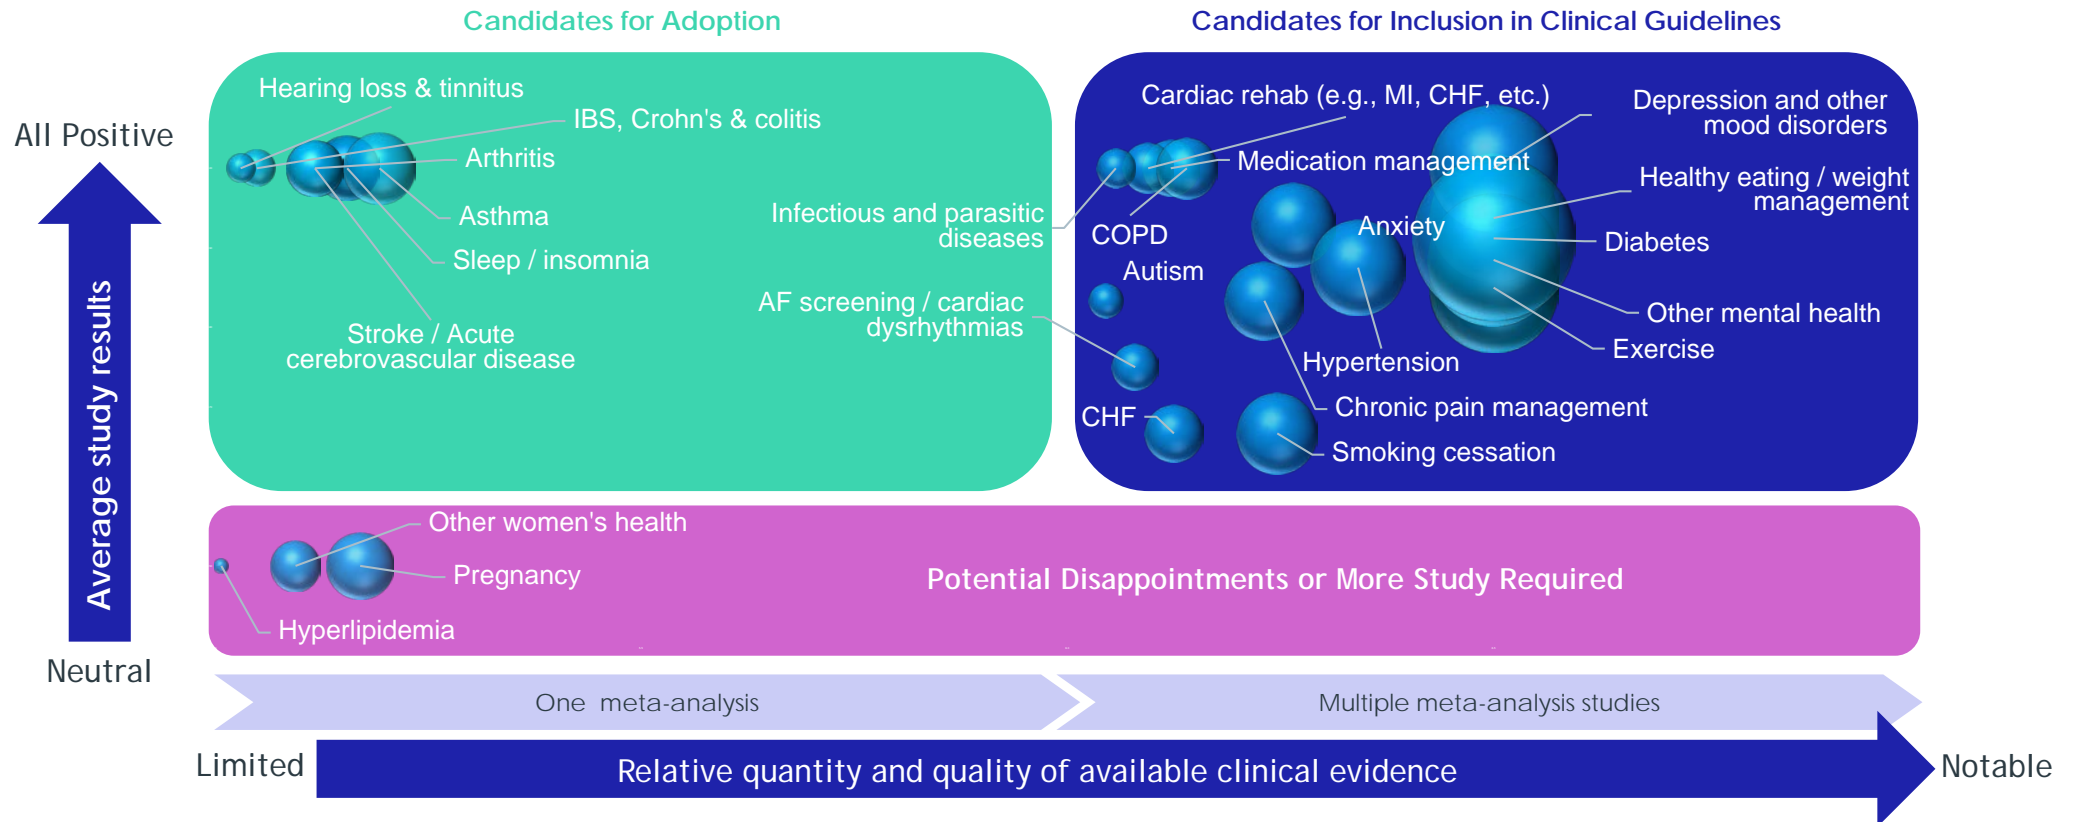 Candidates for Adoption
Candidates for Inclusion in Clinical Guidelines
All Positive
Average study results
Neutral
Hearing loss & tinnitus
IBS, Crohn's & colitis
Arthritis
Asthma
Sleep / insomnia
Stroke / Acute
cerebrovascular disease
Cardiac rehab (e.g., MI, CHF, etc.)
Depression and other
mood disorders
Medication management
Healthy eating / weight
management
Infectious and parasitic
diseases
COPD
Anxiety
Diabetes
Autism
AF screening / cardiac
dysrhythmias
Other mental health
Exercise
Hypertension
CHF
Chronic pain management
Smoking cessation
Other women's health
Pregnancy
Hyperlipidemia
Potential Disappointments or More Study Required
One meta-analysis
Multiple meta-analysis studies
Limited
Relative quantity and quality of available clinical evidence
Notable